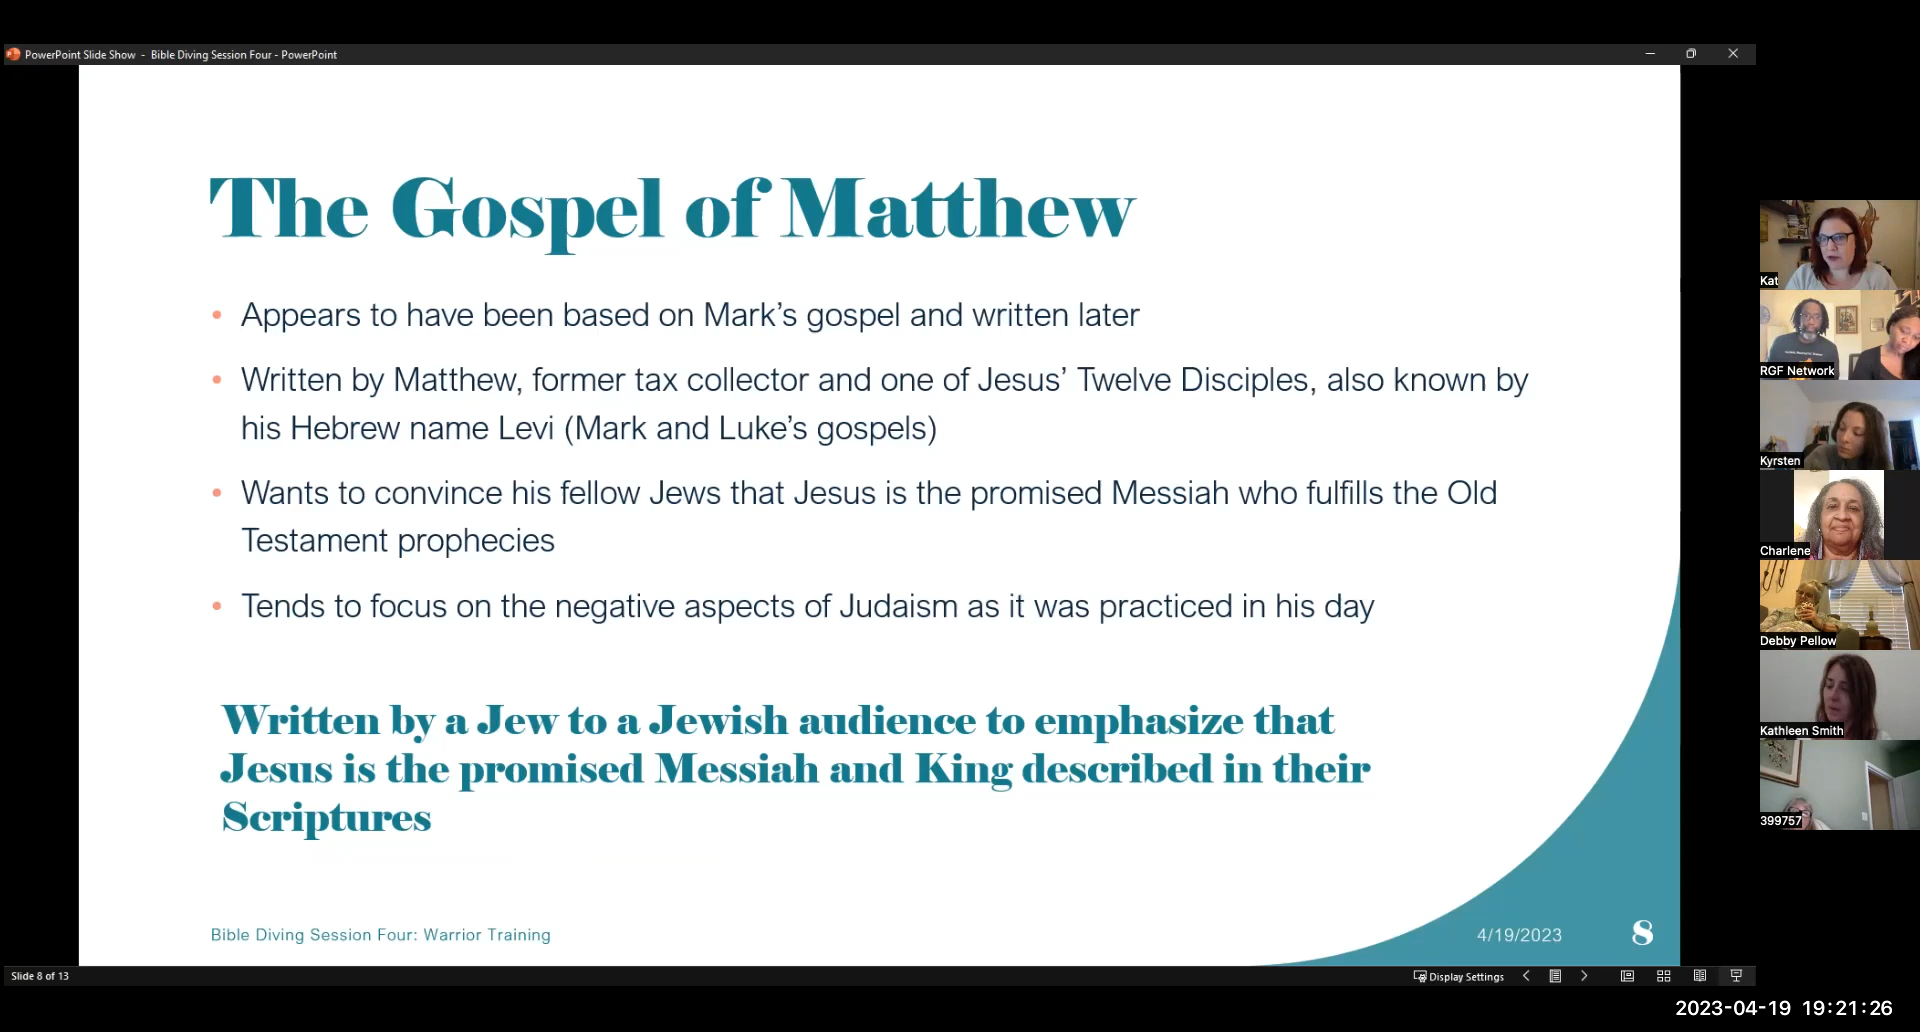 PowerPoint Slide Show - Bible Diving Session Four - PowerPoint
The Gospel of Matthew
• Appears to have been based on Mark's gospel and written later
• Written by Matthew, former tax collector and one of Jesus' Twelve Disciples, also known by
his Hebrew name Levi (Mark and Luke's gospels)
• Wants to convince his fellow Jews that Jesus is the promised Messiah who fulfills the Old
Testament prophecies
• Tends to focus on the negative aspects of Judaism as it was practiced in his day
Written by a Jew to a Jewish audience to emphasize that
Jesus is the promised Messiah and King described in their
Scriptures
Bible Diving Session Four: Warrior Training
4/19/2023
8
Slide 8 of 13
Display Settings
Kat
RGF Network
Kyrsten
Charlene
Debby Pellow
Kathleen Smith
399757
2023-04-19 19:21:26